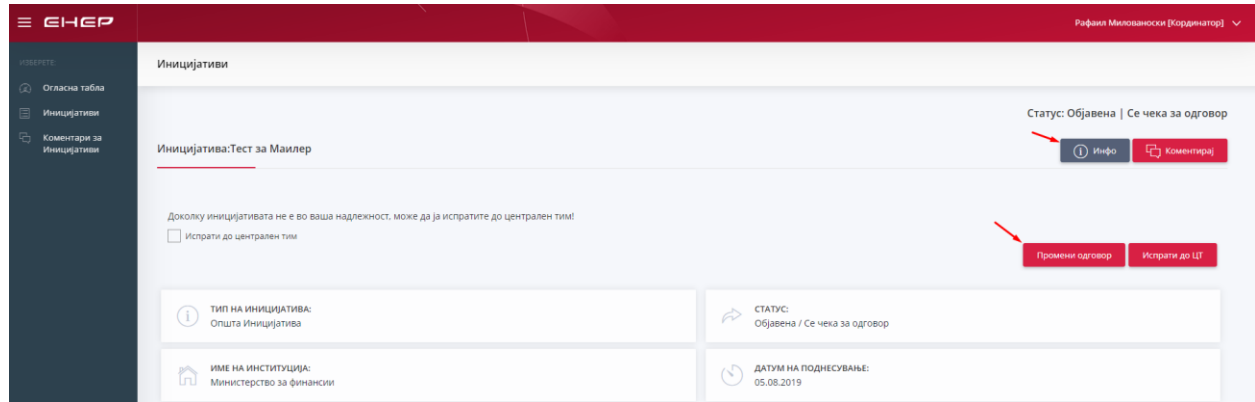 ЕНЕР
Рафаил Миловановски [Кординатор]
ИЗБЕРЕТЕ:
Огласна табла
Иницијативи
Коментари за
Иницијативи
Иницијативи
Статус: Објавена | Се чека за одговор
Иницијатива:Тест за Маилер
Инфо
Коментирај
Доколку иницијативата не е во ваша надлежност, може да ја испратите до централен тим!
Испрати до централен тим
Промени одговор
Испрати до ЦТ
ТИП НА ИНИЦИЈАТИВА:
Општа Иницијатива
СТАТУС:
Објавена / Се чека за одговор
ИМЕ НА ИНСТИТУЦИЈА:
Министерство за финансии
ДАТУМ НА ПОДНЕСУВАЊЕ:
05.08.2019